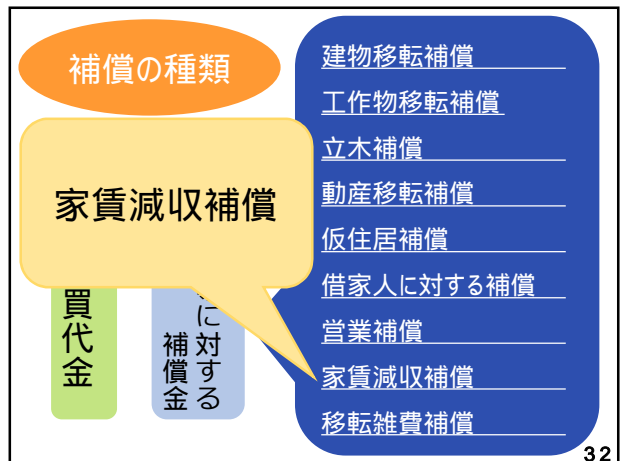 補償の種類
家賃減収補償
買代金
に対する
補償金
建物移転補償
工作物移転補償
立木補償
動産移転補償
仮住居補償
借家人に対する補償
営業補償
家賃減収補償
移転雑費補償
32